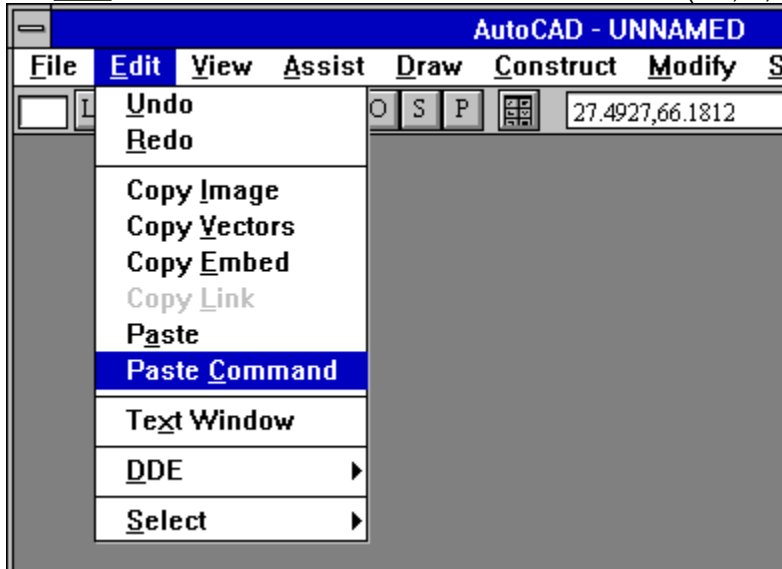 AutoCAD - UNNAMED
File Edit View Assist Draw Construct Modify S
L O S P 27.4927,66.1812
Undo
Redo
Copy Image
Copy Vectors
Copy Embed
Copy Link
Paste
Paste Command
Text Window
DDE
Select